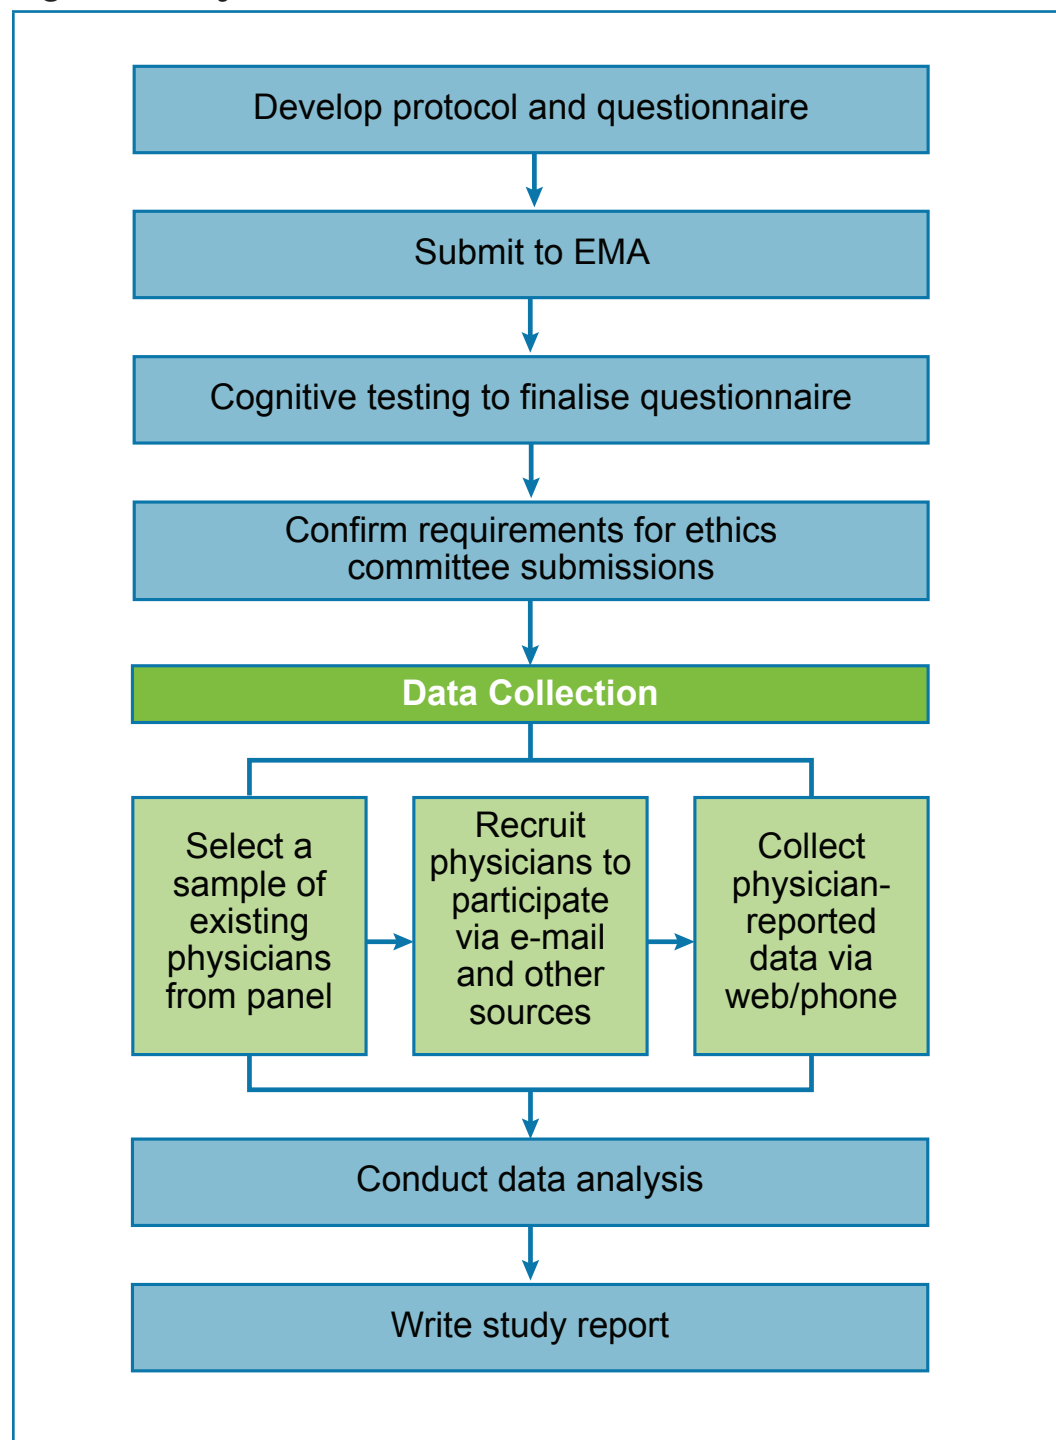 Develop protocol and questionnaire
Submit to EMA
Cognitive testing to finalise questionnaire
Confirm requirements for ethics
committee submissions
Data Collection
Select a
sample of
existing
physicians
from panel
Recruit
physicians to
participate
via e-mail
and other
sources
Collect
physician-
reported
data via
web/phone
Conduct data analysis
Write study report